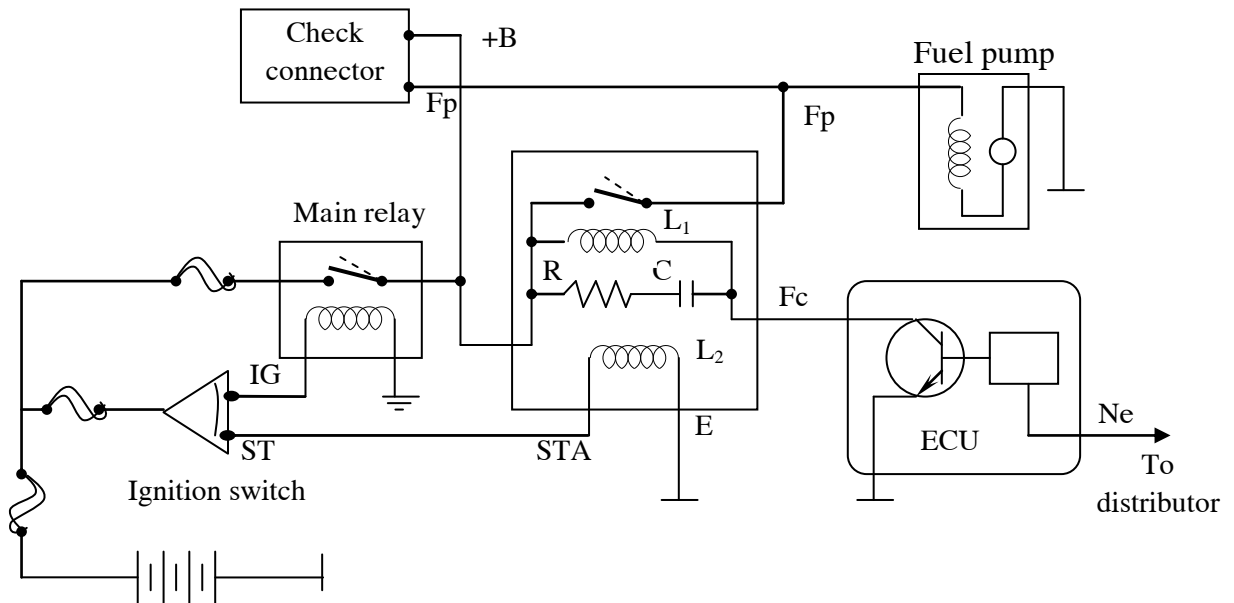 Check
connector
+B
Fp
Fuel pump
Fp
Main relay
L₁
R
C
Fc
L₂
IG
E
ST
STA
ECU
Ne
To
distributor
Ignition switch